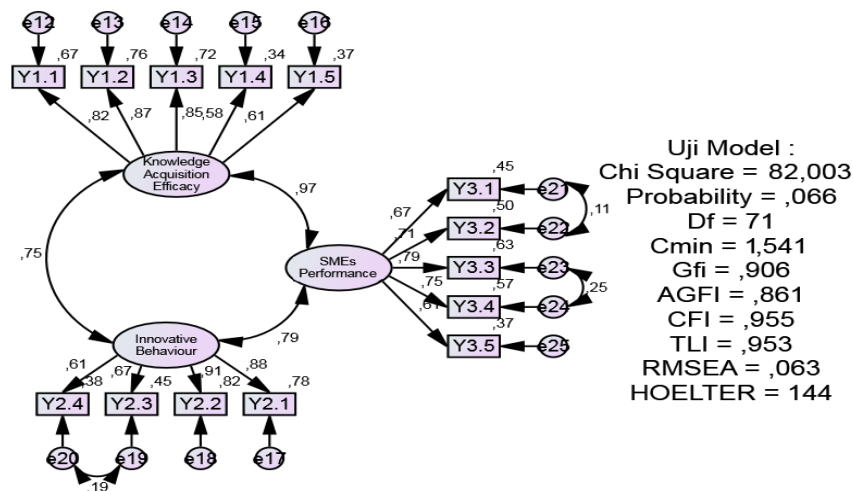 e12 e13 e14 e15 e16
,67 ,76 ,72 ,34 ,37
Y1.1 Y1.2 Y1.3 Y1.4 Y1.5
,82 ,87 ,85 ,58 ,61
Knowledge
Acquisition
Efficacy
,97
,75
SMEs
Performance
,79
,45
Y3.1 e21
,67
,11
,50
Y3.2 e22
,71
,63
Y3.3 e23
,79
,25
,57
Y3.4 e24
,75
,37
Y3.5 e25
,61
Innovative
Behaviour
,61 ,67 ,91 ,88
,38 ,45 ,82 ,78
Y2.4 Y2.3 Y2.2 Y2.1
e20 e19 e18 e17
,19
Uji Model :
Chi Square = 82,003
Probability = ,066
Df = 71
Cmin = 1,541
Gfi = ,906
AGFI = ,861
CFI = ,955
TLI = ,953
RMSEA = ,063
HOELTER = 144